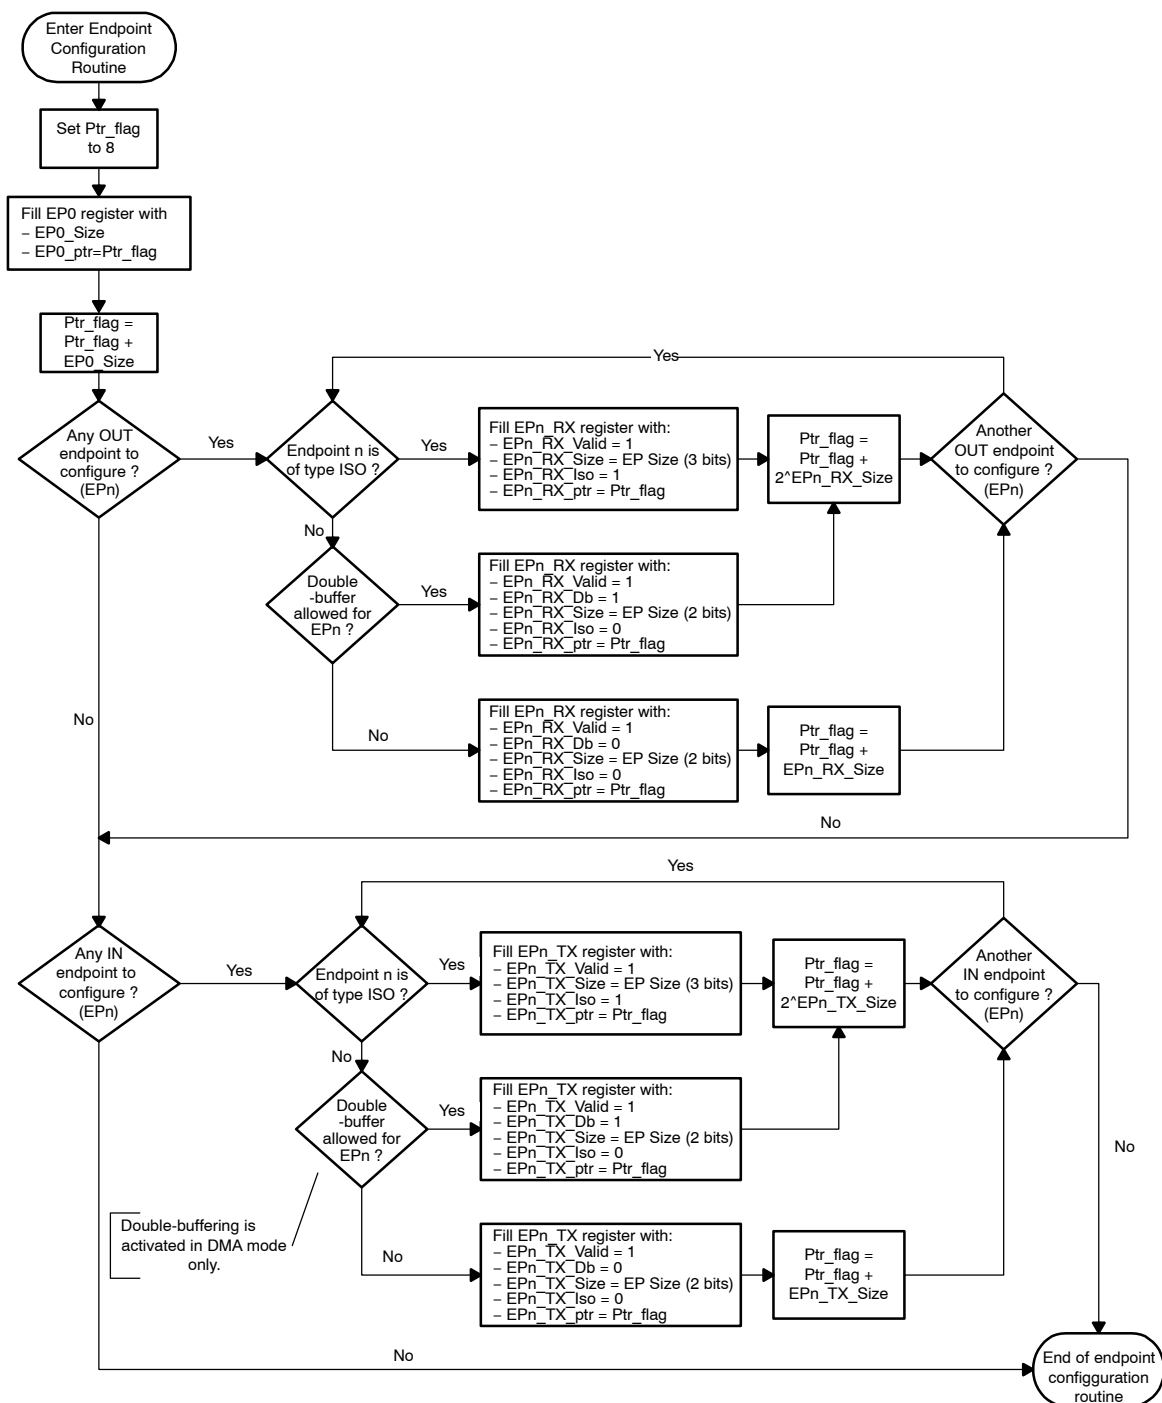 Enter Endpoint
Configuration
Routine
Set Ptr_flag
to 8
Fill EP0 register with
– EP0_Size
– EP0_ptr=Ptr_flag
Ptr_flag =
Ptr_flag +
EP0_Size
Yes
Any OUT
endpoint to
configure ?
(EPn)
Yes
Endpoint n is
of type ISO ?
Yes
Fill EPn_RX register with:
– EPn_RX_Valid = 1
– EPn_RX_Size = EP Size (3 bits)
– EPn_RX_Iso = 1
– EPn_RX_ptr = Ptr_flag
Ptr_flag =
Ptr_flag +
2^EPn_RX_Size
Another
OUT endpoint
to configure ?
(EPn)
No
Double
-buffer
allowed for
EPn ?
Yes
Fill EPn_RX register with:
– EPn_RX_Valid = 1
– EPn_RX_Db = 1
– EPn_RX_Size = EP Size (2 bits)
– EPn_RX_Iso = 0
– EPn_RX_ptr = Ptr_flag
No
No
Fill EPn_RX register with:
– EPn_RX_Valid = 1
– EPn_RX_Db = 0
– EPn_RX_Size = EP Size (2 bits)
– EPn_RX_Iso = 0
– EPn_RX_ptr = Ptr_flag
Ptr_flag =
Ptr_flag +
EPn_RX_Size
No
Yes
Any IN
endpoint to
configure ?
(EPn)
Yes
Endpoint n is
of type ISO ?
Yes
Fill EPn_TX register with:
– EPn_TX_Valid = 1
– EPn_TX_Size = EP Size (3 bits)
– EPn_TX_Iso = 1
– EPn_TX_ptr = Ptr_flag
Ptr_flag =
Ptr_flag +
2^EPn_TX_Size
Another
IN endpoint
to configure ?
(EPn)
No
Double
-buffer
allowed for
EPn ?
Yes
Fill EPn_TX register with:
– EPn_TX_Valid = 1
– EPn_TX_Db = 1
– EPn_TX_Size = EP Size (2 bits)
– EPn_TX_Iso = 0
– EPn_TX_ptr = Ptr_flag
No
Double-buffering is
activated in DMA mode
only.
No
Fill EPn_TX register with:
– EPn_TX_Valid = 1
– EPn_TX_Db = 0
– EPn_TX_Size = EP Size (2 bits)
– EPn_TX_Iso = 0
– EPn_TX_ptr = Ptr_flag
Ptr_flag =
Ptr_flag +
EPn_TX_Size
No
End of endpoint
configguration
routine